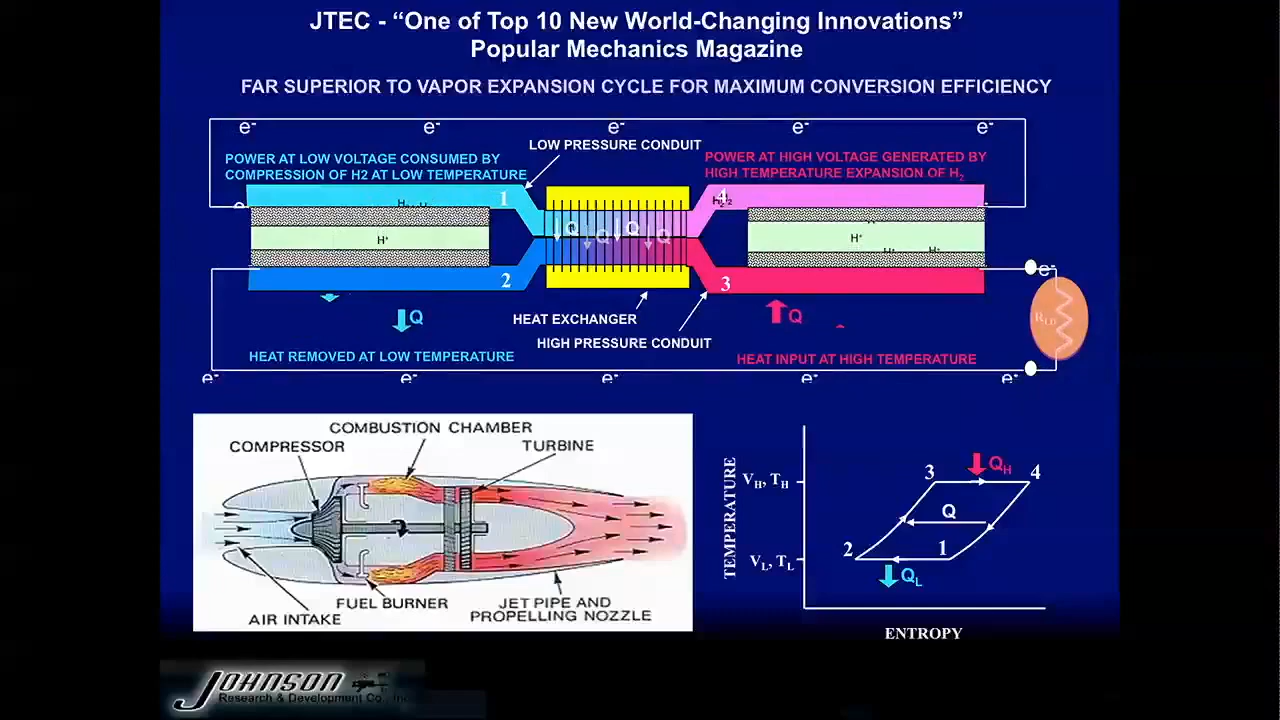 JTEC - “One of Top 10 New World-Changing Innovations”
Popular Mechanics Magazine
FAR SUPERIOR TO VAPOR EXPANSION CYCLE FOR MAXIMUM CONVERSION EFFICIENCY
e- e- e- e- e-
LOW PRESSURE CONDUIT
POWER AT LOW VOLTAGE CONSUMED BY
COMPRESSION OF H2 AT LOW TEMPERATURE
POWER AT HIGH VOLTAGE GENERATED BY
HIGH TEMPERATURE EXPANSION OF H2
1
4
Q Q Q Q
H+
H+
2
3
e-
Q
Q
HEAT EXCHANGER
HIGH PRESSURE CONDUIT
HEAT REMOVED AT LOW TEMPERATURE
HEAT INPUT AT HIGH TEMPERATURE
e- e- e- e- e-
COMBUSTION CHAMBER
COMPRESSOR
TURBINE
FUEL BURNER
AIR INTAKE
JET PIPE AND
PROPELLING NOZZLE
TEMPERATURE
VH, TH
VL, TL
3
4
QH
Q
2
1
QL
ENTROPY
JOHNSON
Research & Development Co., Inc.